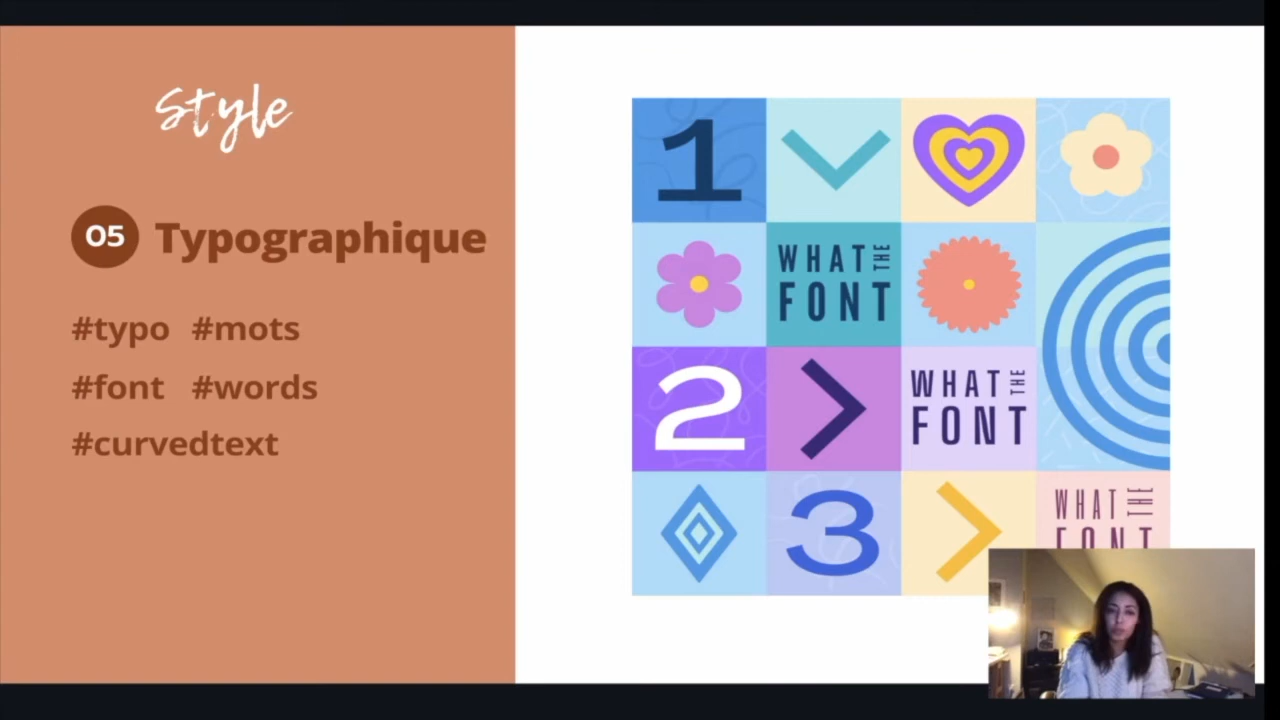 Style
05 Typographique
#typo #mots
#font #words
#curvedtext
1
WHAT THE
FONT
2
WHAT THE
FONT
3
WHAT THE
FONT